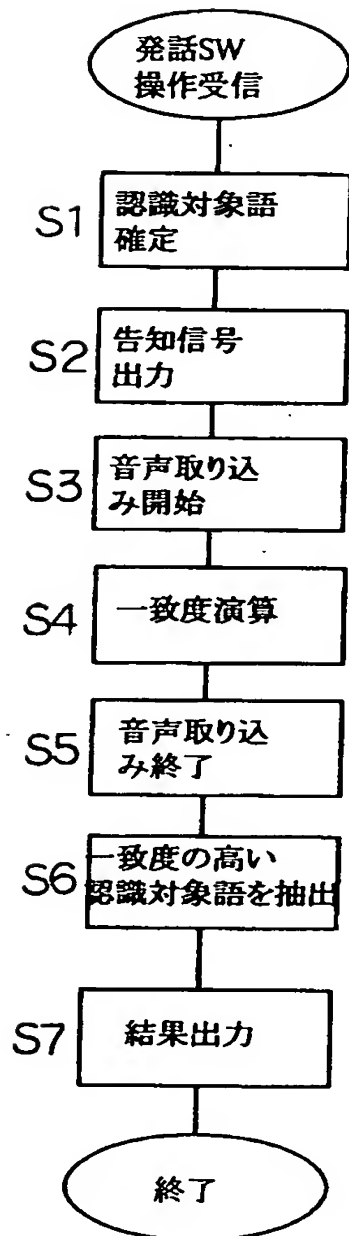 発話SW
操作受信
S1
認識対象語
確定
S2
告知信号
出力
S3
音声取り込
み開始
S4
一致度演算
S5
音声取り込
み終了
S6
一致度の高い
認識対象語を抽出
S7
結果出力
終了